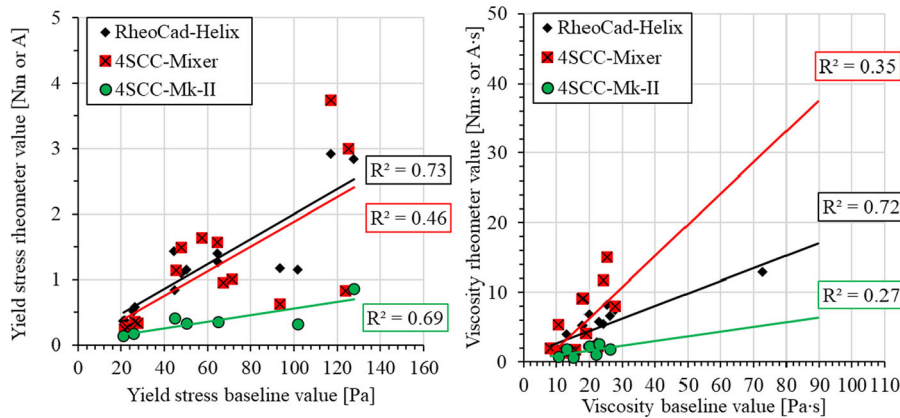 5
4
3
2
1
0
0 20 40 60 80 100 120 140 160
Yield stress rheometer value [Nm or A]
Yield stress baseline value [Pa]
RheoCad-Helix
4SCC-Mixer
4SCC-Mk-II
R² = 0.73
R² = 0.46
R² = 0.69
50
40
30
20
10
0
0 10 20 30 40 50 60 70 80 90 100 110
Viscosity rheometer value [Nm·s or A·s]
Viscosity baseline value [Pa·s]
RheoCad-Helix
4SCC-Mixer
4SCC-Mk-II
R² = 0.35
R² = 0.72
R² = 0.27